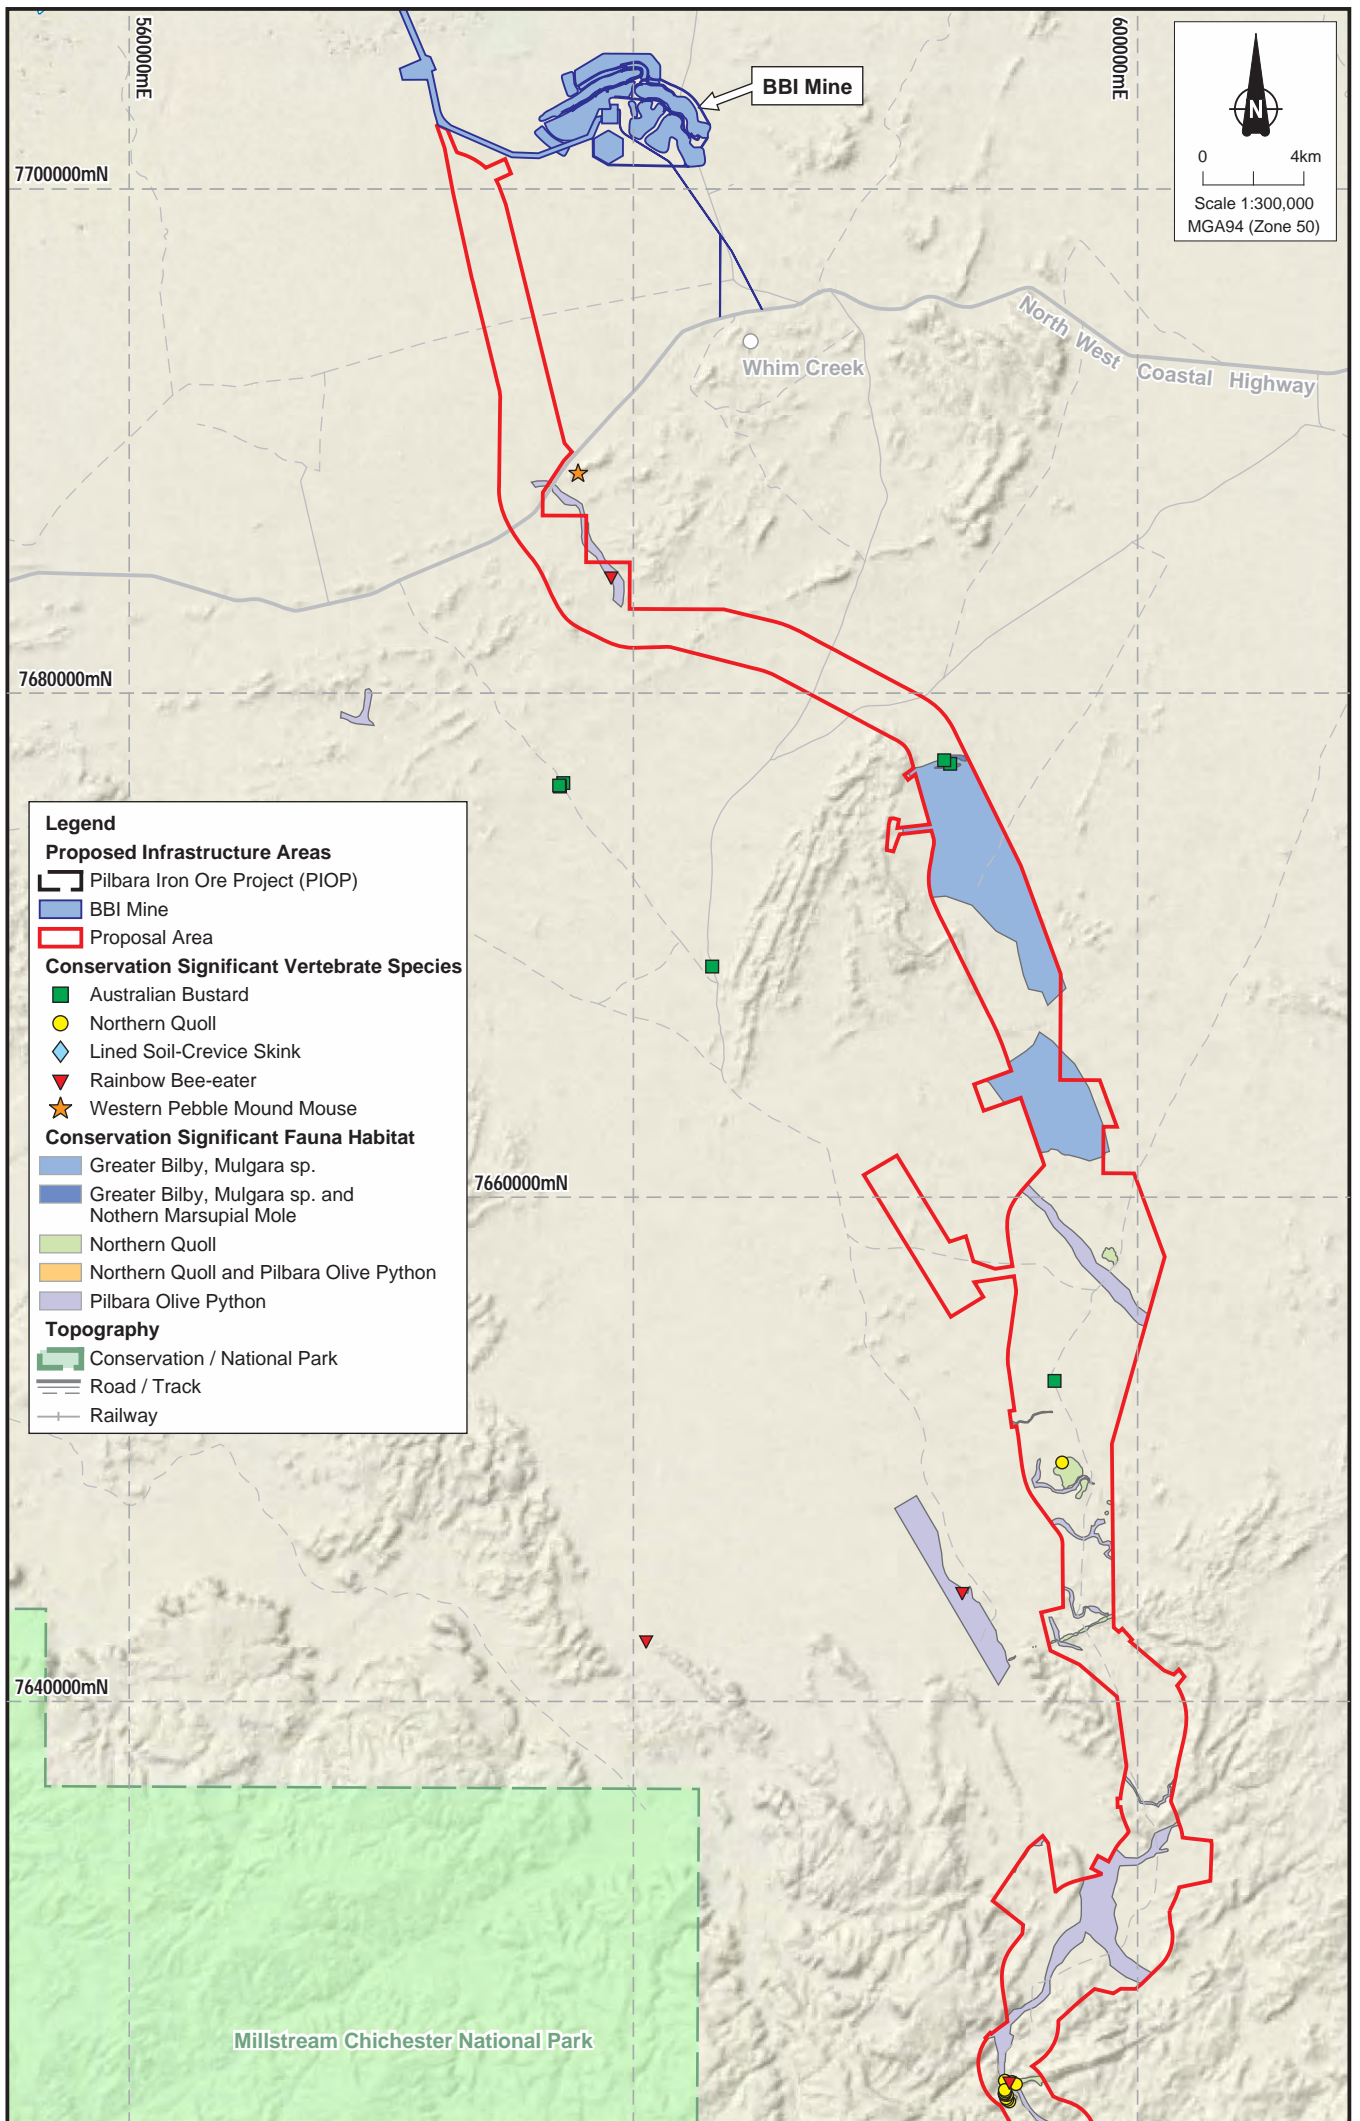 560000mE
600000mE
BBI Mine
N
0 4km
Scale 1:300,000
MGA94 (Zone 50)
7700000mN
North West Coastal Highway
Whim Creek
7680000mN
Legend
Proposed Infrastructure Areas
Pilbara Iron Ore Project (PIOP)
BBI Mine
Proposal Area
Conservation Significant Vertebrate Species
Australian Bustard
Northern Quoll
Lined Soil-Crevice Skink
Rainbow Bee-eater
Western Pebble Mound Mouse
Conservation Significant Fauna Habitat
Greater Bilby, Mulgara sp.
Greater Bilby, Mulgara sp. and
Nothern Marsupial Mole
Northern Quoll
Northern Quoll and Pilbara Olive Python
Pilbara Olive Python
Topography
Conservation / National Park
Road / Track
Railway
7660000mN
7640000mN
Millstream Chichester National Park